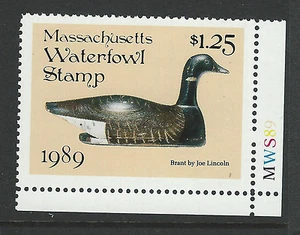 Massachusetts
Waterfowl
Stamp
$1.25
1989
Brant by Joe Lincoln
MWS89